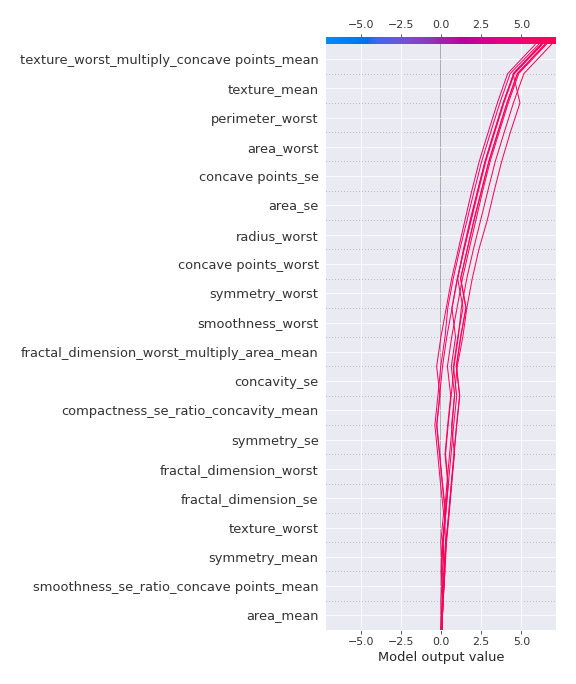 −5.0 −2.5 0.0 2.5 5.0
texture_worst_multiply_concave points_mean
texture_mean
perimeter_worst
area_worst
concave points_se
area_se
radius_worst
concave points_worst
symmetry_worst
smoothness_worst
fractal_dimension_worst_multiply_area_mean
concavity_se
compactness_se_ratio_concavity_mean
symmetry_se
fractal_dimension_worst
fractal_dimension_se
texture_worst
symmetry_mean
smoothness_se_ratio_concave points_mean
area_mean
−5.0 −2.5 0.0 2.5 5.0
Model output value